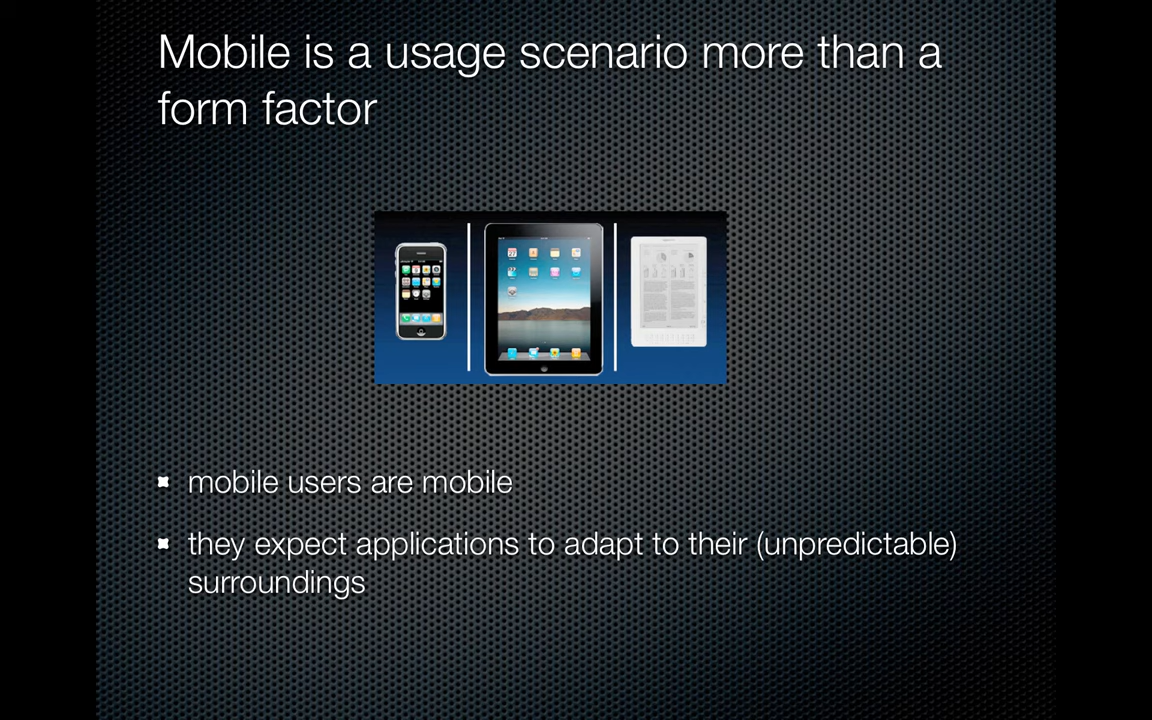 Mobile is a usage scenario more than a
form factor
mobile users are mobile
they expect applications to adapt to their (unpredictable)
surroundings